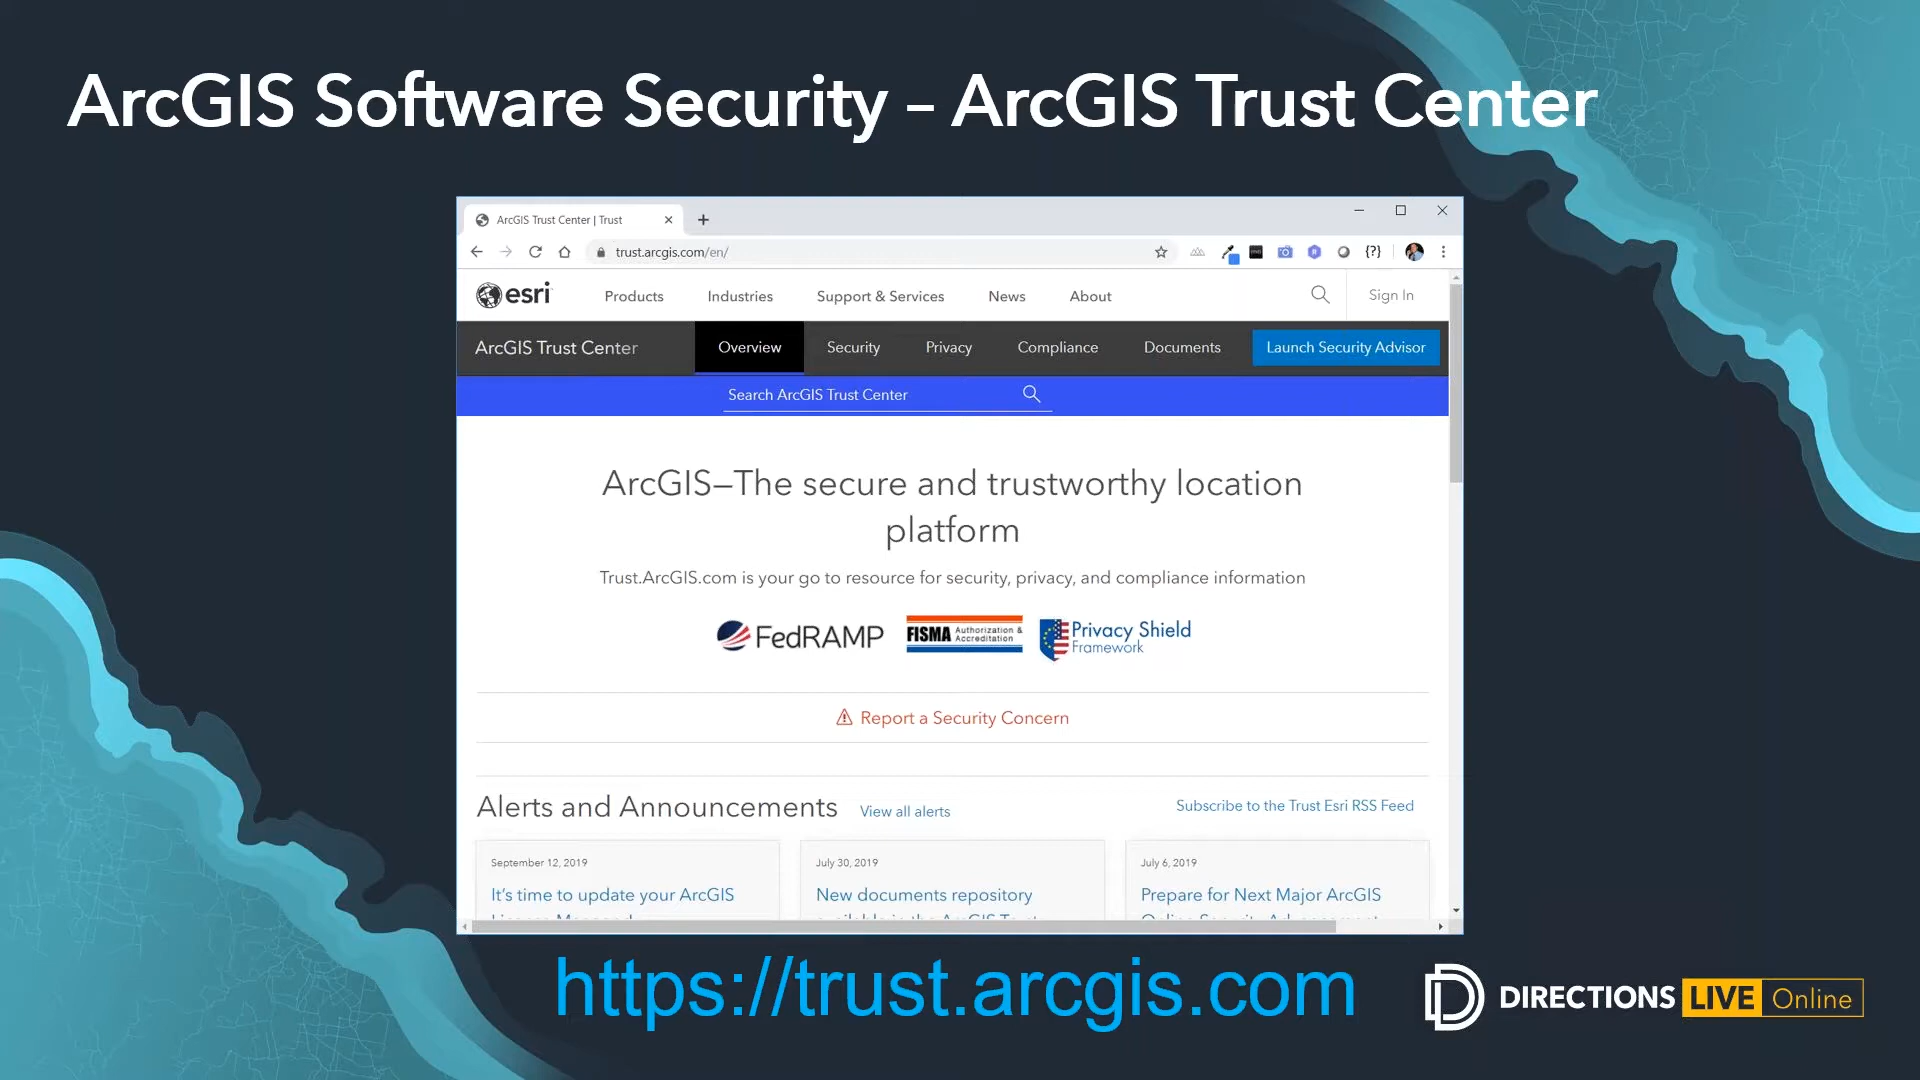 ArcGIS Software Security – ArcGIS Trust Center
ArcGIS Trust Center | Trust
trust.arcgis.com/en/
esri
Products Industries Support & Services News About Sign In
ArcGIS Trust Center Overview Security Privacy Compliance Documents Launch Security Advisor
Search ArcGIS Trust Center
ArcGIS—The secure and trustworthy location
platform
Trust.ArcGIS.com is your go to resource for security, privacy, and compliance information
FedRAMP
FISMA Authorization &
Accreditation
Privacy Shield
Framework
Report a Security Concern
Alerts and Announcements View all alerts Subscribe to the Trust Esri RSS Feed
September 12, 2019
It's time to update your ArcGIS
July 30, 2019
New documents repository
July 6, 2019
Prepare for Next Major ArcGIS
https://trust.arcgis.com
DIRECTIONS LIVE Online